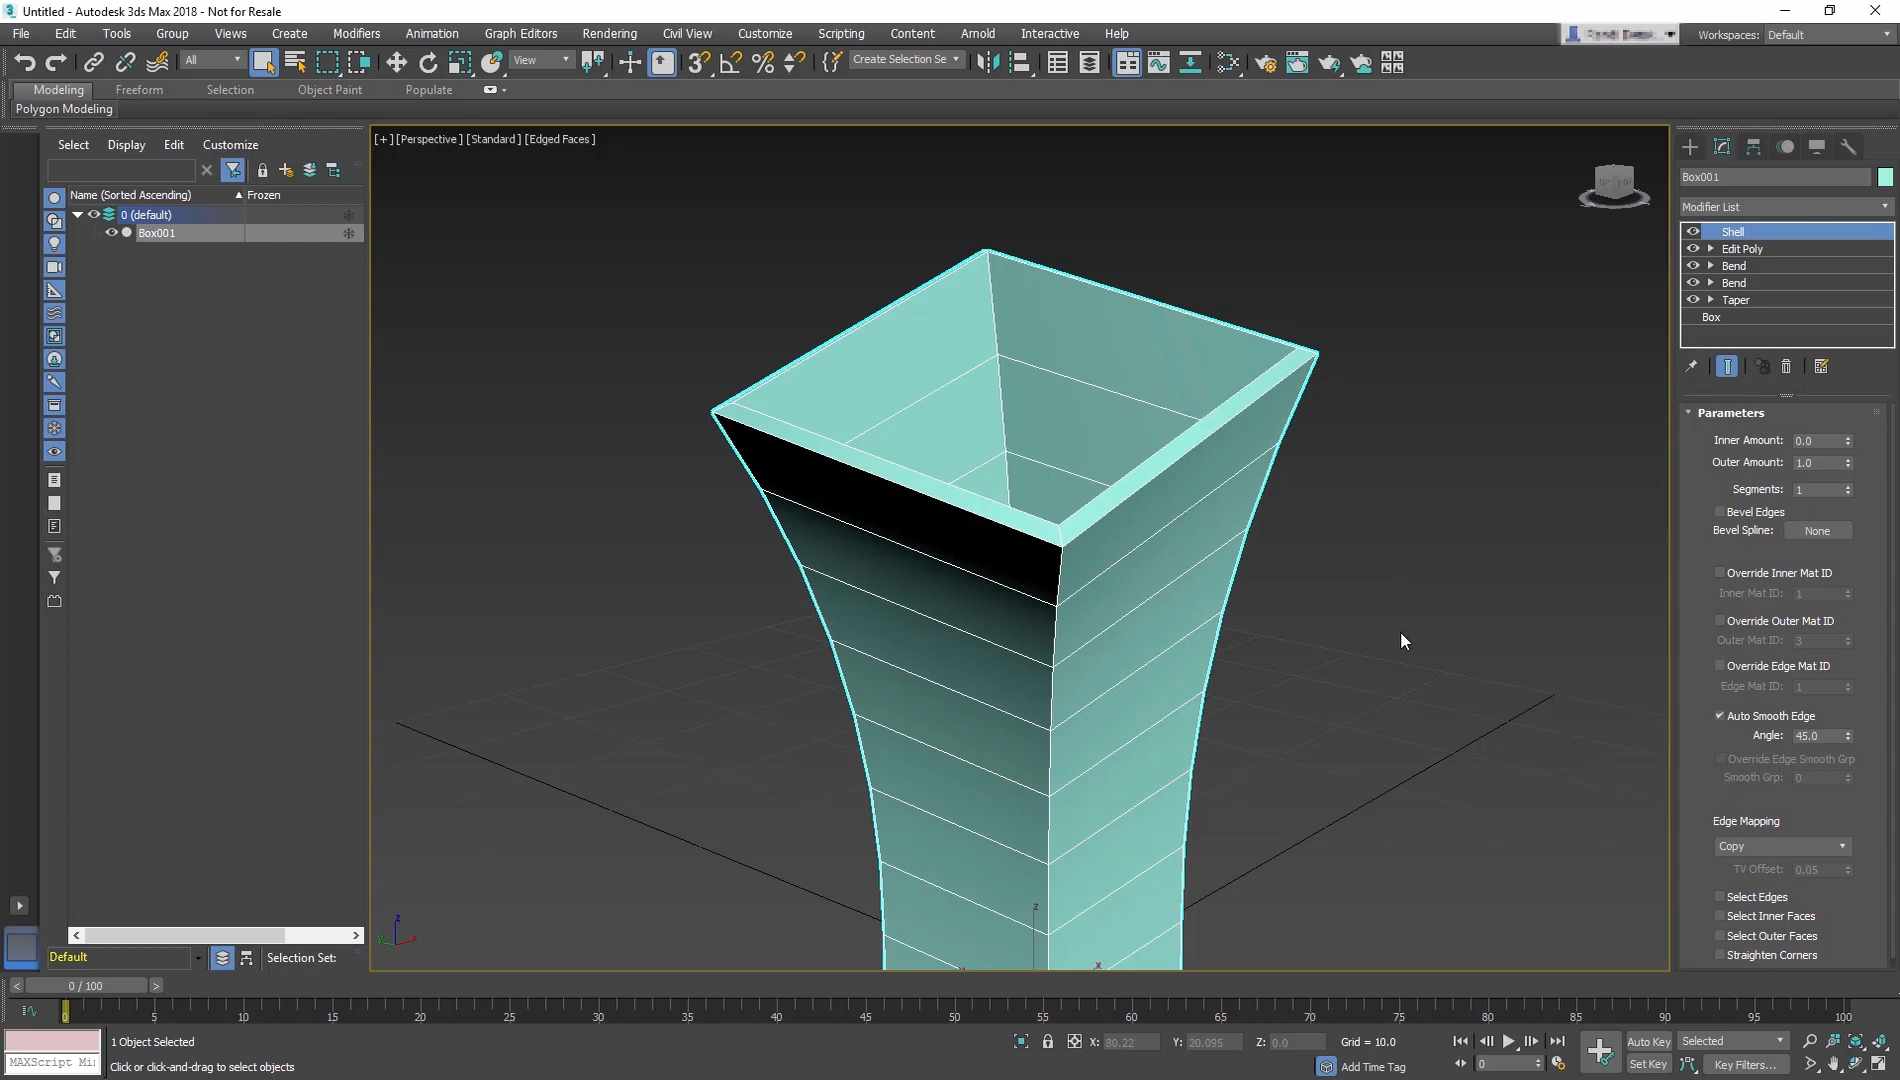 Untitled - Autodesk 3ds Max 2018 - Not for Resale
File Edit Tools Group Views Create Modifiers Animation Graph Editors Rendering Civil View Customize Scripting Content Arnold Interactive Help
Workspaces: Default
All
View
Create Selection Se
Modeling Freeform Selection Object Paint Populate
Polygon Modeling
Select Display Edit Customize
Name (Sorted Ascending) Frozen
0 (default)
Box001
[+] [Perspective] [Standard] [Edged Faces]
Box001
Modifier List
Shell
Edit Poly
Bend
Bend
Taper
Box
Parameters
Inner Amount: 0.0
Outer Amount: 1.0
Segments: 1
Bevel Edges
Bevel Spline: None
Override Inner Mat ID
Inner Mat ID: 1
Override Outer Mat ID
Outer Mat ID: 3
Override Edge Mat ID
Edge Mat ID: 1
Auto Smooth Edge
Angle: 45.0
Override Edge Smooth Grp
Smooth Grp: 0
Edge Mapping
Copy
TV Offset: 0.05
Select Edges
Select Inner Faces
Select Outer Faces
Straighten Corners
z
x
z
x
y
Default
Selection Set:
0 / 100
0 5 10 15 20 25 30 35 40 45 50 55 60 65 70 75 80 85 90 95 100
1 Object Selected
X: 80.22 Y: 20.095 Z: 0.0 Grid = 10.0
Auto Key Selected
MAXScript Mi
Click or click-and-drag to select objects
Add Time Tag
0
Set Key Key Filters...